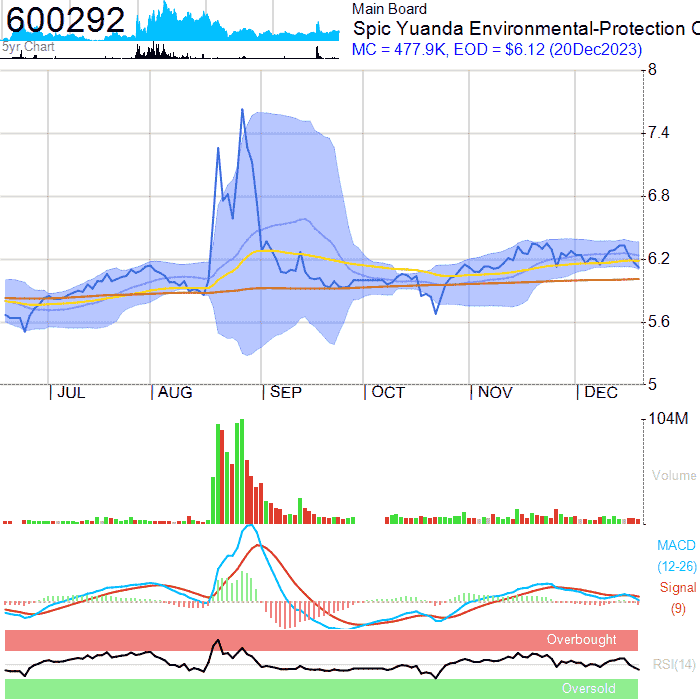 600292
5yr. Chart
Main Board
Spic Yuanda Environmental-Protection C
MC = 477.9K, EOD = $6.12 (20Dec2023)
8
7.4
6.8
6.2
5.6
5
JUL
AUG
SEP
OCT
NOV
DEC
104M
Volume
MACD
(12-26)
Signal
(9)
Overbought
RSI(14)
Oversold